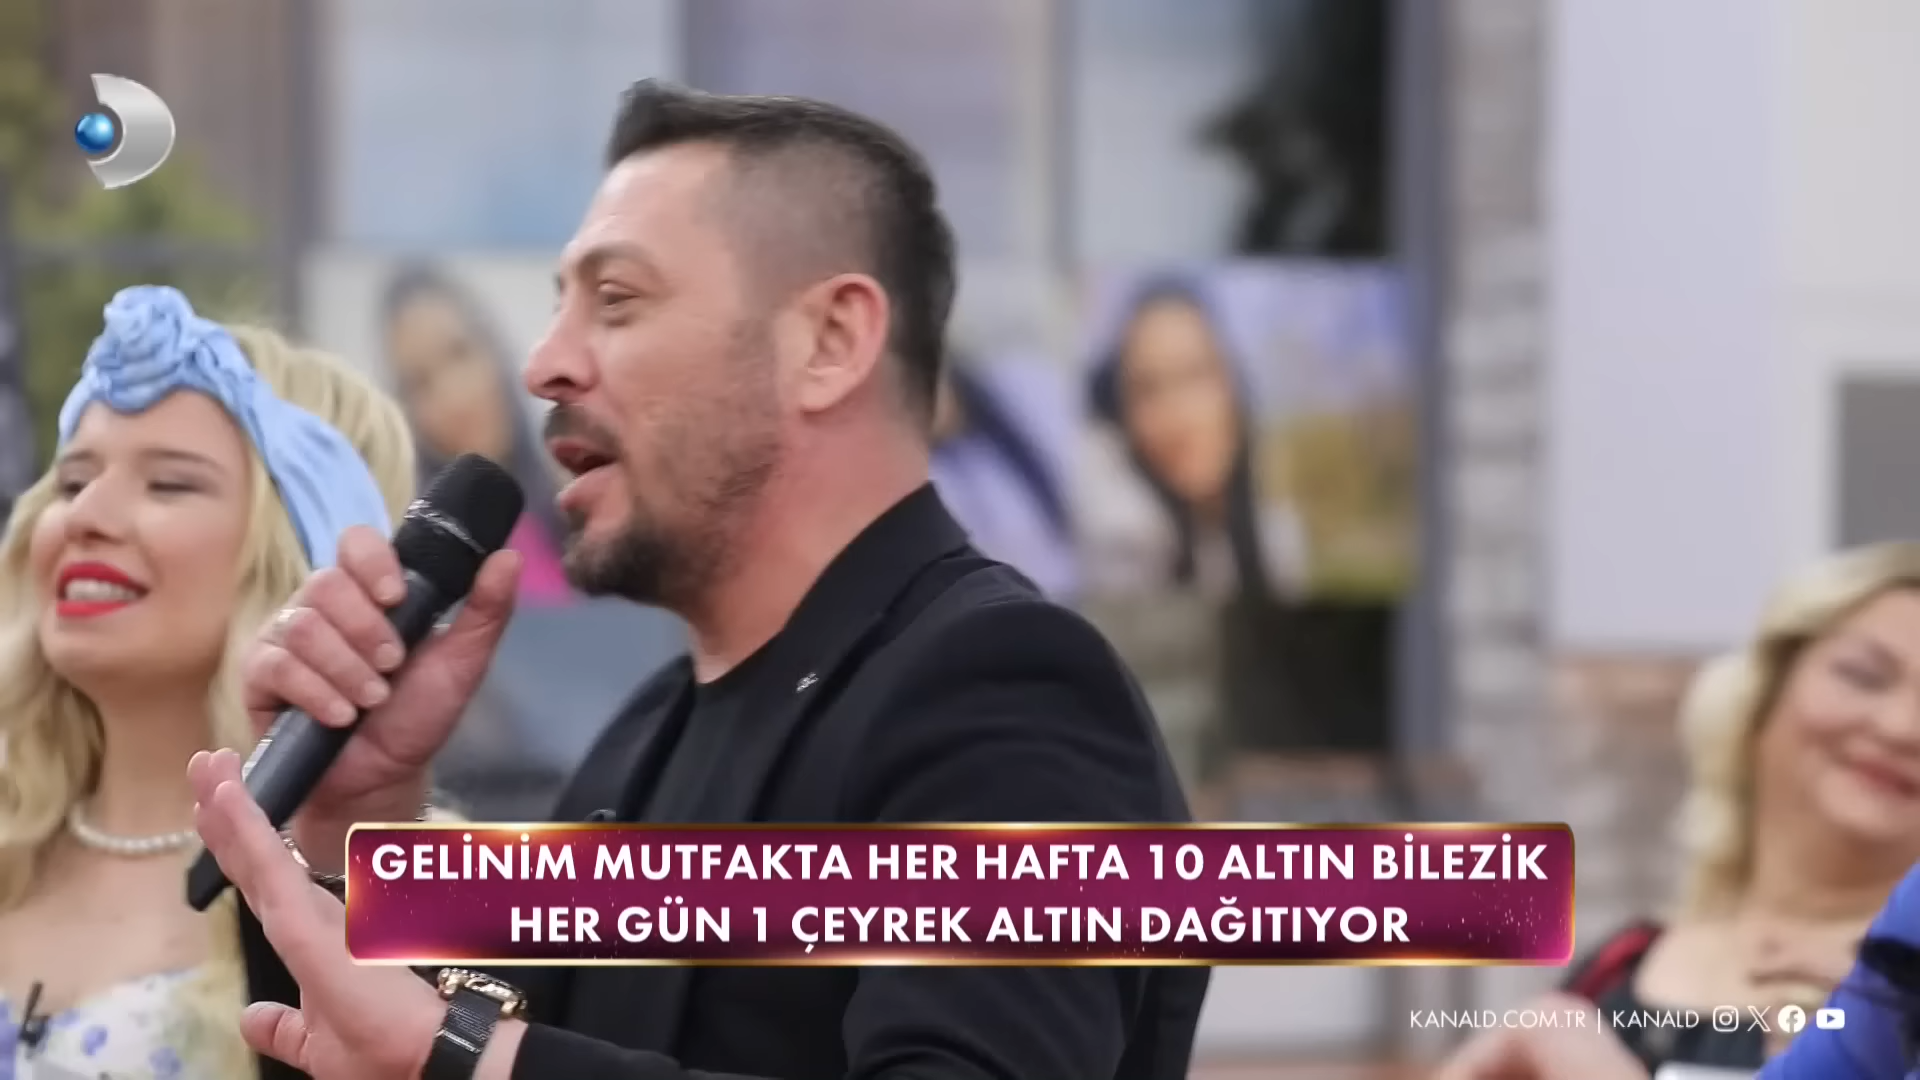 GELİNİM MUTFAKTA HER HAFTA 10 ALTIN BİLEZİK
HER GÜN 1 ÇEYREK ALTIN DAĞITIYOR
KANALD.COM.TR | KANALD